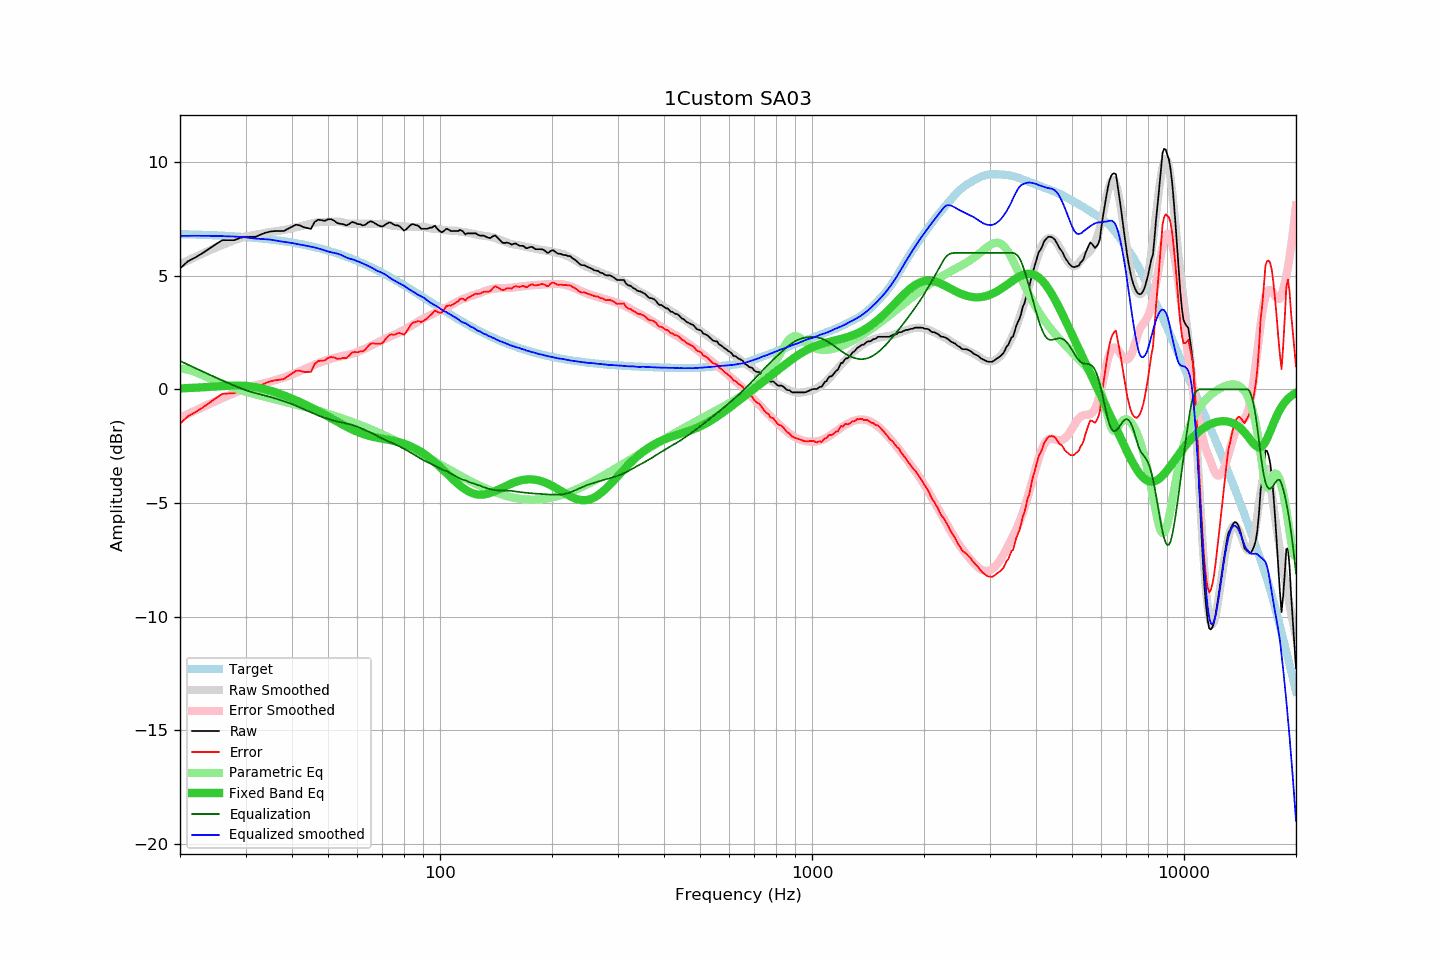 1Custom SA03
Amplitude (dBr)
10
5
0
−5
−10
−15
−20
Target
Raw Smoothed
Error Smoothed
Raw
Error
Parametric Eq
Fixed Band Eq
Equalization
Equalized smoothed
100 1000 10000
Frequency (Hz)